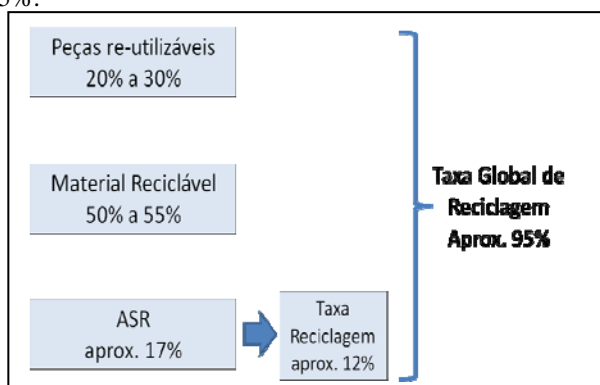 5%.
Peças re-utilizáveis
20% a 30%
Material Reciclável
50% a 55%
ASR
aprox. 17%
Taxa
Reciclagem
aprox. 12%
Taxa Global de
Reciclagem
Aprox. 95%